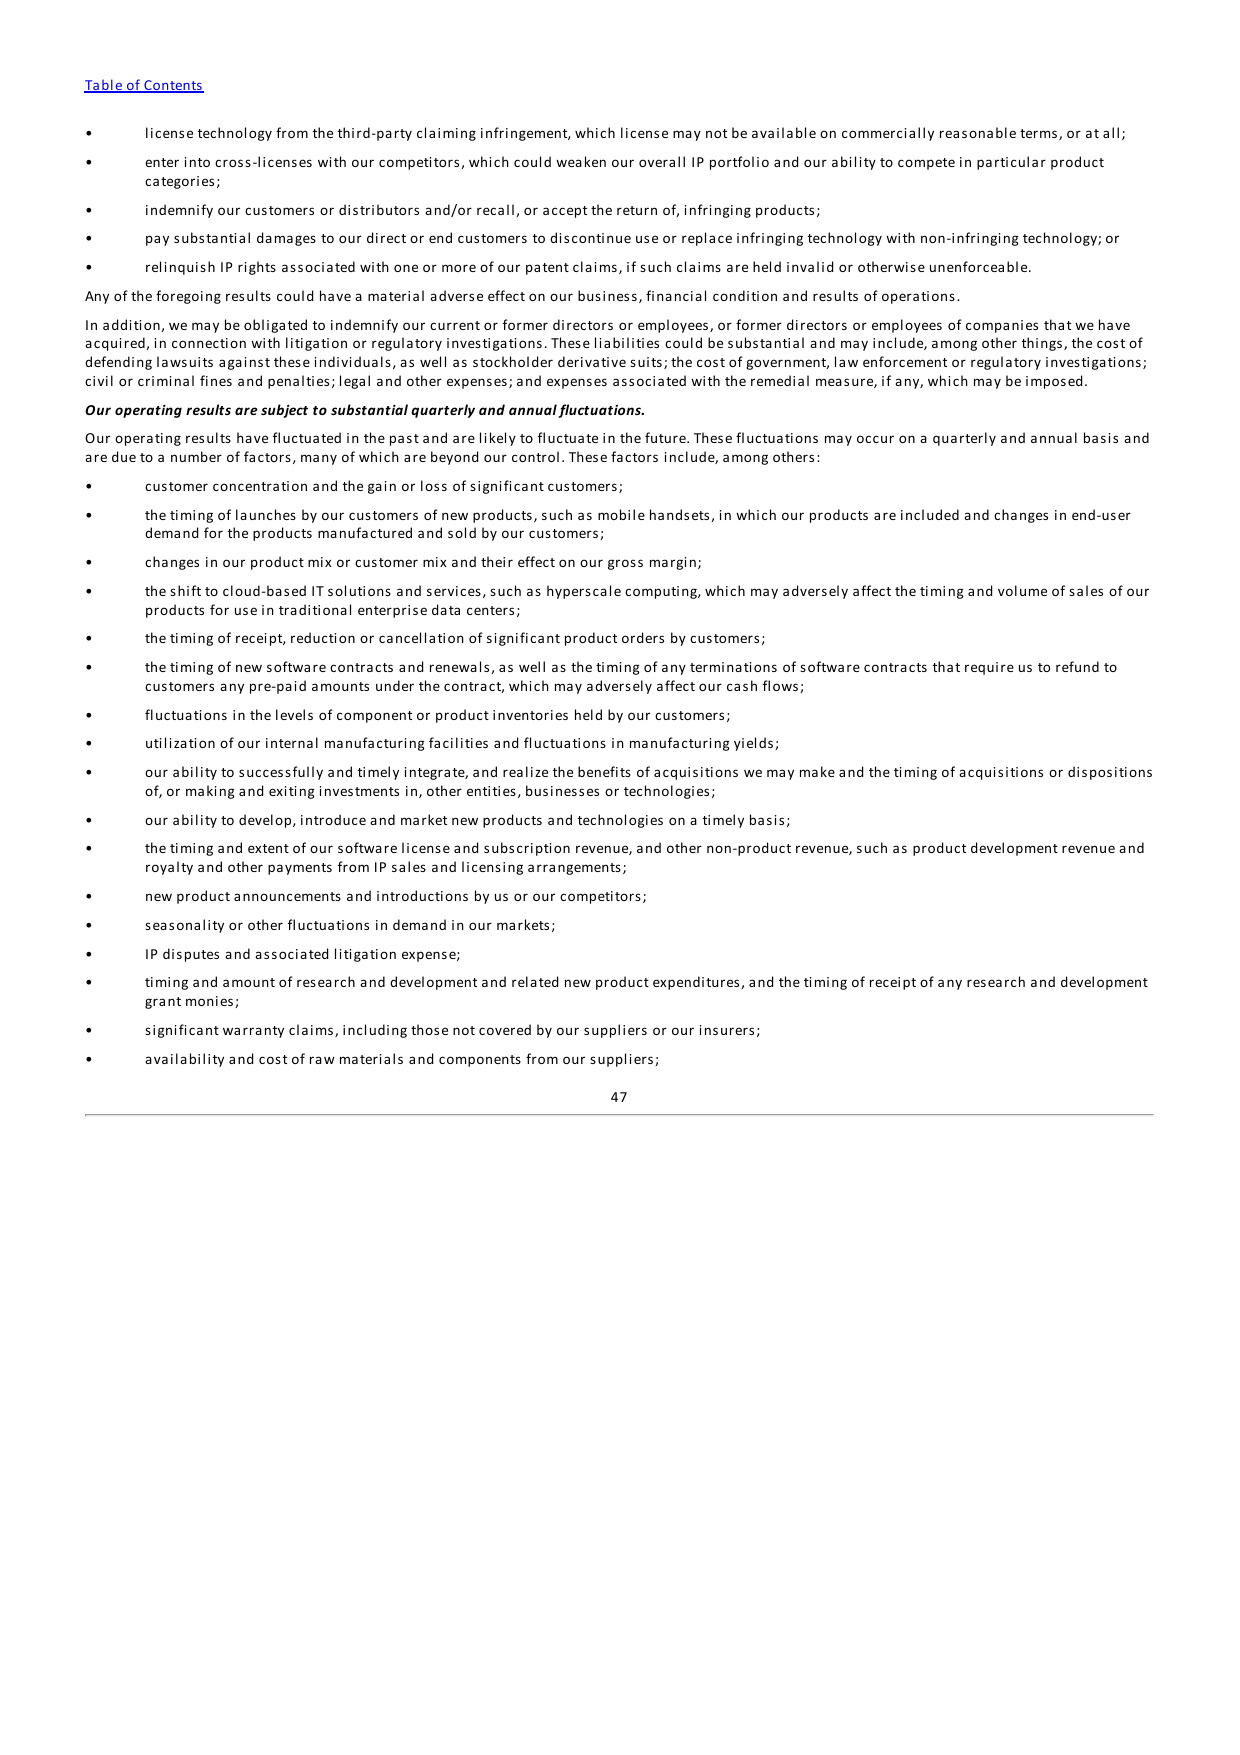 Table of Contents
• license technology from the third-party claiming infringement, which license may not be available on commercially reasonable terms, or at all;
• enter into cross-licenses with our competitors, which could weaken our overall IP portfolio and our ability to compete in particular product
categories;
• indemnify our customers or distributors and/or recall, or accept the return of, infringing products;
• pay substantial damages to our direct or end customers to discontinue use or replace infringing technology with non-infringing technology; or
• relinquish IP rights associated with one or more of our patent claims, if such claims are held invalid or otherwise unenforceable.
Any of the foregoing results could have a material adverse effect on our business, financial condition and results of operations.
In addition, we may be obligated to indemnify our current or former directors or employees, or former directors or employees of companies that we have
acquired, in connection with litigation or regulatory investigations. These liabilities could be substantial and may include, among other things, the cost of
defending lawsuits against these individuals, as well as stockholder derivative suits; the cost of government, law enforcement or regulatory investigations;
civil or criminal fines and penalties; legal and other expenses; and expenses associated with the remedial measure, if any, which may be imposed.
Our operating results are subject to substantial quarterly and annual fluctuations.
Our operating results have fluctuated in the past and are likely to fluctuate in the future. These fluctuations may occur on a quarterly and annual basis and
are due to a number of factors, many of which are beyond our control. These factors include, among others:
• customer concentration and the gain or loss of significant customers;
• the timing of launches by our customers of new products, such as mobile handsets, in which our products are included and changes in end-user
demand for the products manufactured and sold by our customers;
• changes in our product mix or customer mix and their effect on our gross margin;
• the shift to cloud-based IT solutions and services, such as hyperscale computing, which may adversely affect the timing and volume of sales of our
products for use in traditional enterprise data centers;
• the timing of receipt, reduction or cancellation of significant product orders by customers;
• the timing of new software contracts and renewals, as well as the timing of any terminations of software contracts that require us to refund to
customers any pre-paid amounts under the contract, which may adversely affect our cash flows;
• fluctuations in the levels of component or product inventories held by our customers;
• utilization of our internal manufacturing facilities and fluctuations in manufacturing yields;
• our ability to successfully and timely integrate, and realize the benefits of acquisitions we may make and the timing of acquisitions or dispositions
of, or making and exiting investments in, other entities, businesses or technologies;
• our ability to develop, introduce and market new products and technologies on a timely basis;
• the timing and extent of our software license and subscription revenue, and other non-product revenue, such as product development revenue and
royalty and other payments from IP sales and licensing arrangements;
• new product announcements and introductions by us or our competitors;
• seasonality or other fluctuations in demand in our markets;
• IP disputes and associated litigation expense;
• timing and amount of research and development and related new product expenditures, and the timing of receipt of any research and development
grant monies;
• significant warranty claims, including those not covered by our suppliers or our insurers;
• availability and cost of raw materials and components from our suppliers;
47